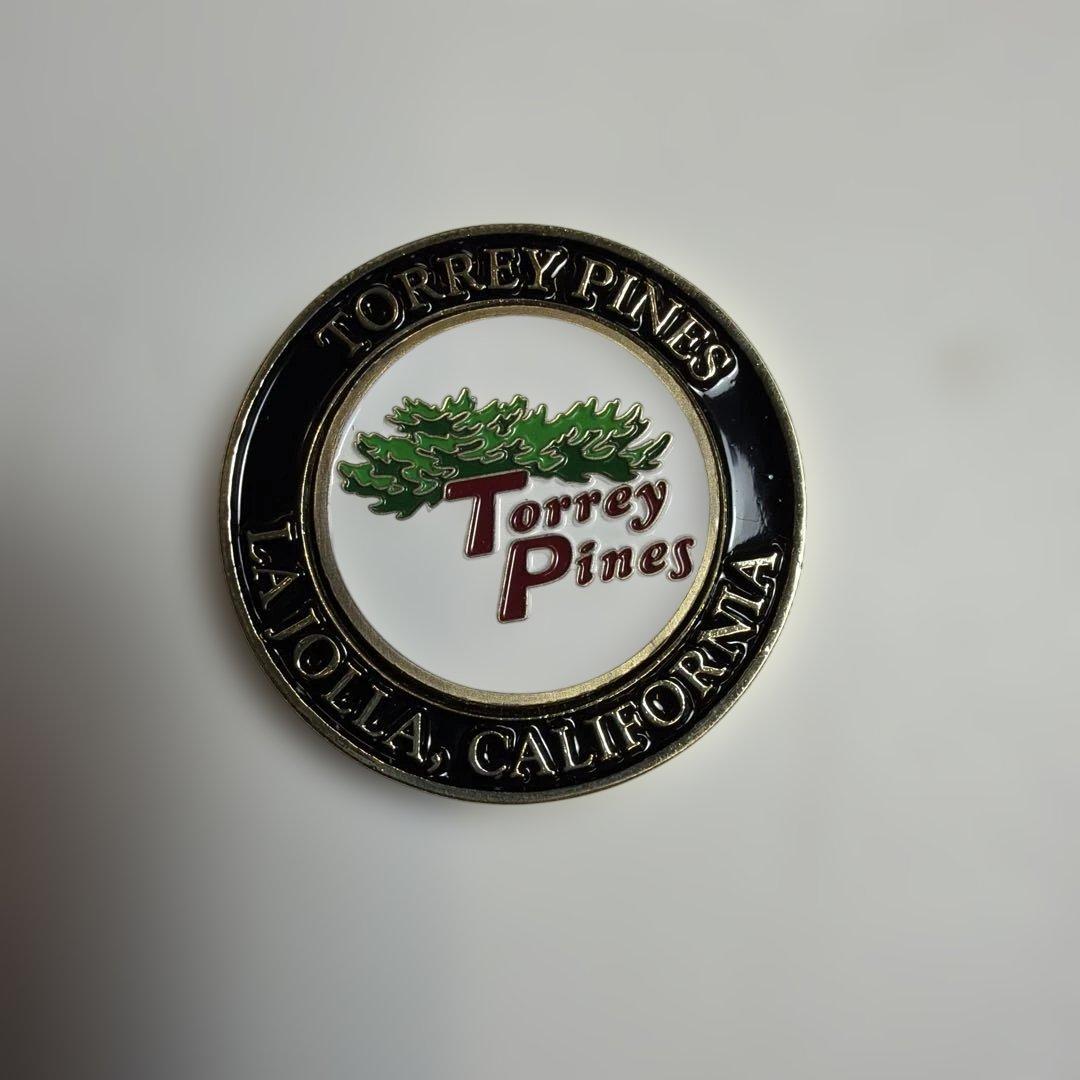 TORREY PINES
Torrey
Pines
LA JOLLA, CALIFORNIA